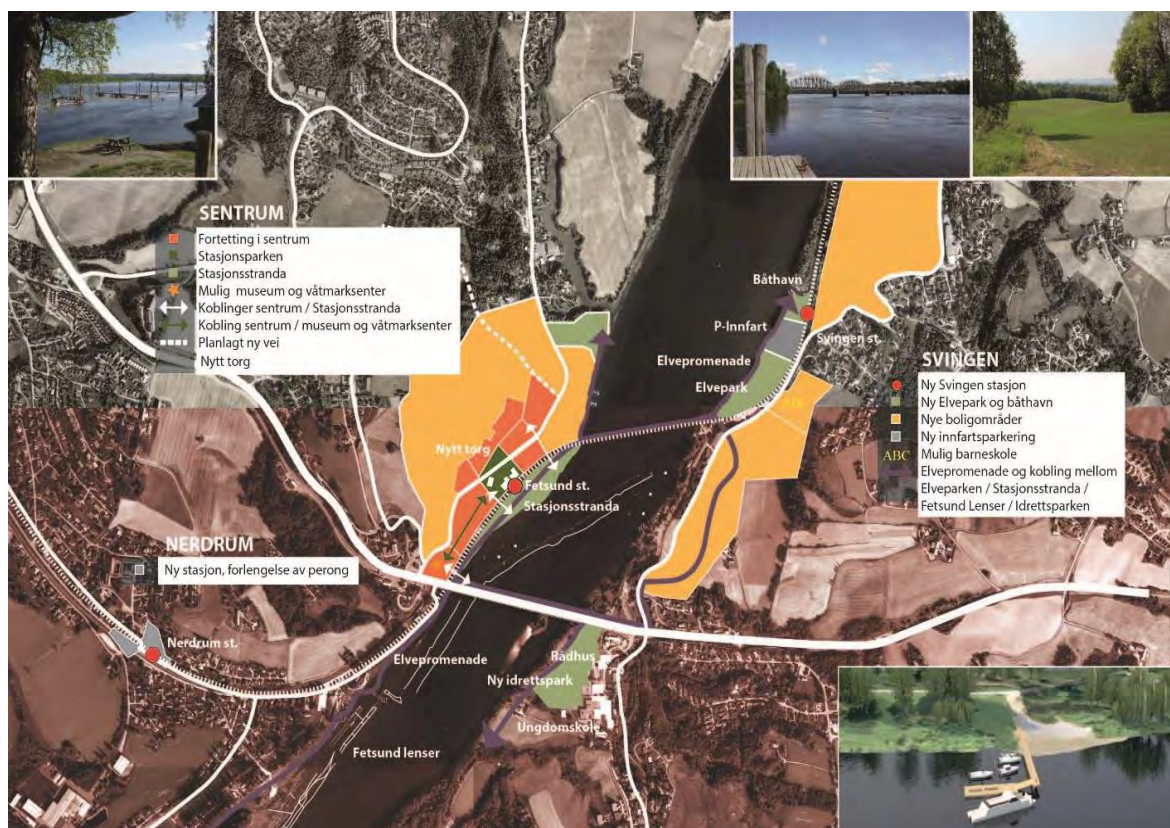 SENTRUM
Fortetting i sentrum
Stasjonsparken
Stasjonsstranda
Mulig museum og våtmarksenter
Koblinger sentrum / Stasjonsstranda
Kobling sentrum / museum og våtmarksenter
Planlagt ny vei
Nytt torg
Båthavn
P-Innfart
Svingen st.
Elvepromenade
Elvepark
SVINGEN
Ny Svingen stasjon
Ny Elvepark og båthavn
Nye boligområder
Ny innfartsparkering
ABC
Mulig barneskole
Elvepromenade og kobling mellom
Elveparken / Stasjonsstranda /
Fetsund Lenser / Idrettsparken
Nytt torg
Fetsund st.
Stasjonsstranda
NERDRUM
Ny stasjon, forlengelse av perong
Nerdrum st.
Elvepromenade
Rådhus
Ny idrettspark
Ungdomskole
Fetsund lenser